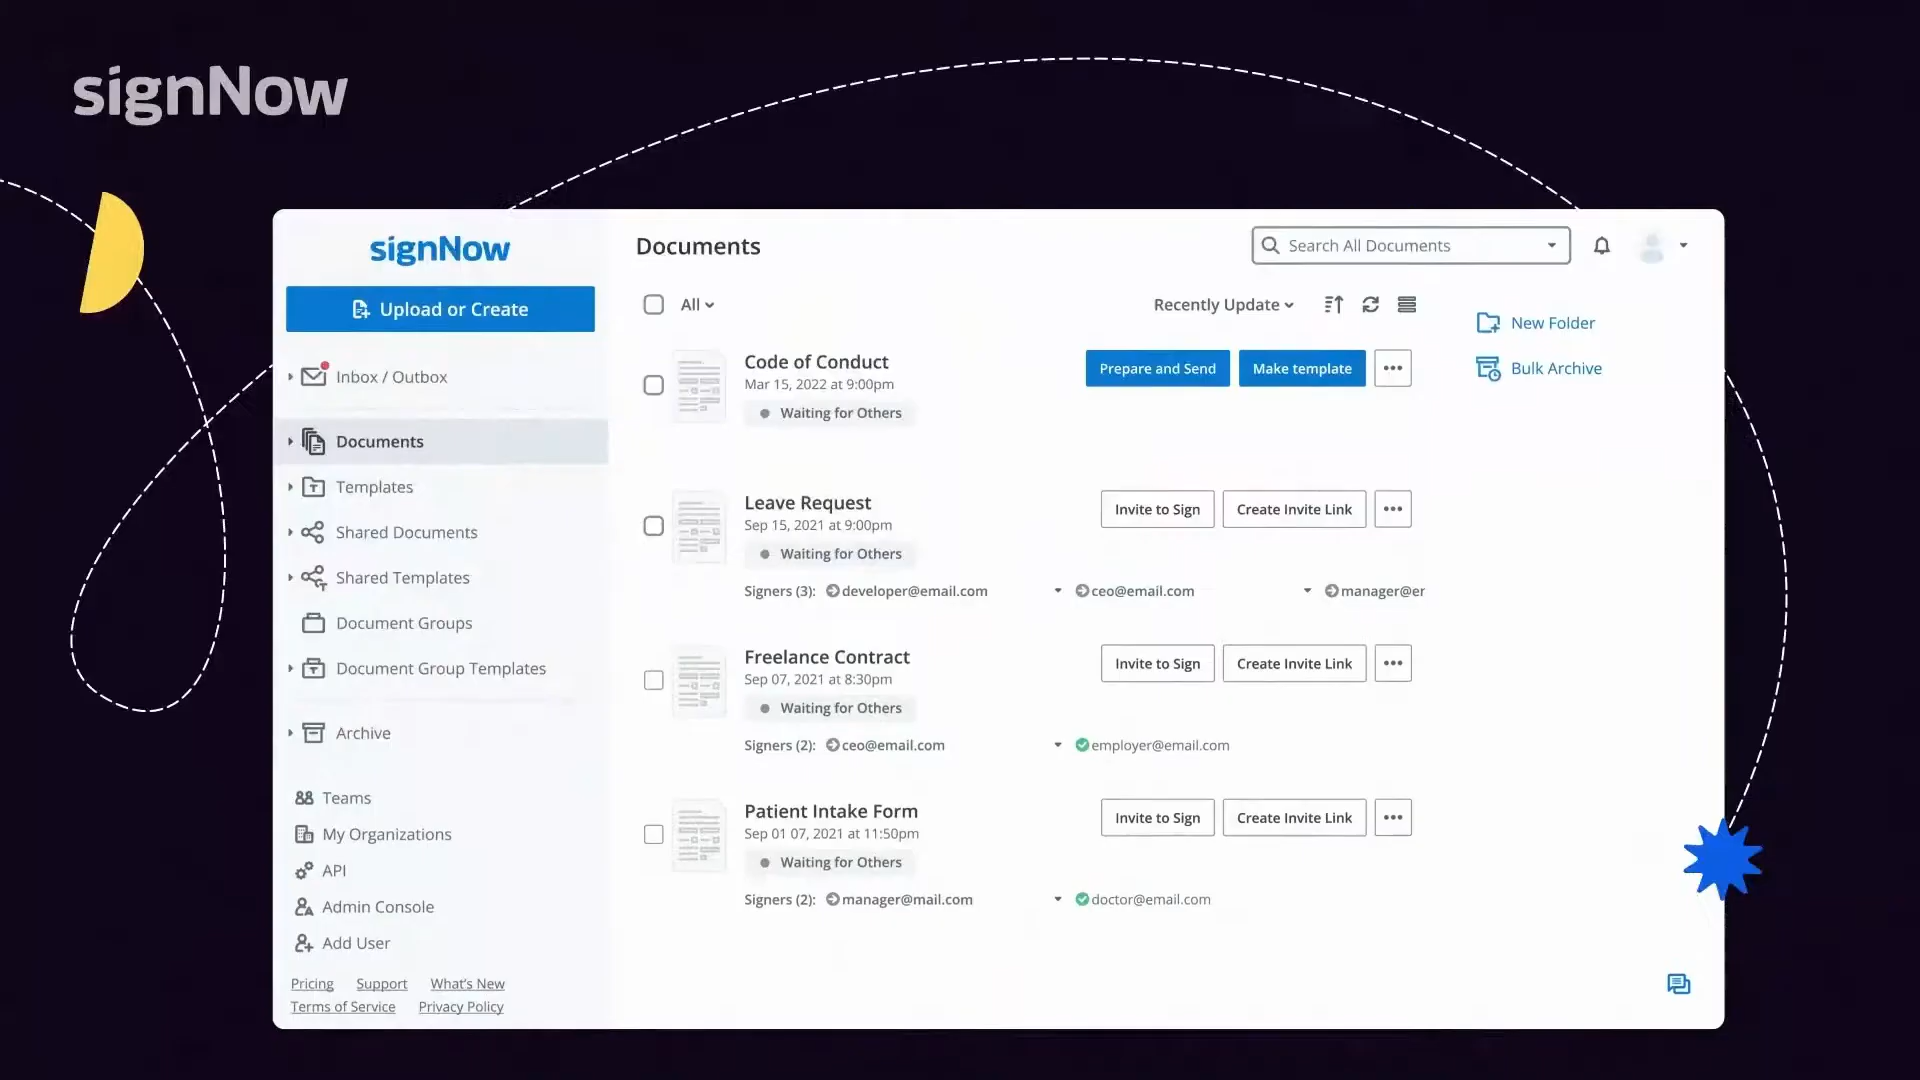 signNow
signNow
Upload or Create
Inbox / Outbox
Documents
Templates
Shared Documents
Shared Templates
Document Groups
Document Group Templates
Archive
Teams
My Organizations
API
Admin Console
Add User
Pricing Support What's New
Terms of Service Privacy Policy
Documents
Search All Documents
All
Recently Update
New Folder
Bulk Archive
Code of Conduct
Mar 15, 2022 at 9:00pm
Waiting for Others
Prepare and Send Make template
Leave Request
Sep 15, 2021 at 9:00pm
Waiting for Others
Invite to Sign Create Invite Link
Signers (3): developer@email.com ceo@email.com manager@er
Freelance Contract
Sep 07, 2021 at 8:30pm
Waiting for Others
Invite to Sign Create Invite Link
Signers (2): ceo@email.com employer@email.com
Patient Intake Form
Sep 01 07, 2021 at 11:50pm
Waiting for Others
Invite to Sign Create Invite Link
Signers (2): manager@mail.com doctor@email.com